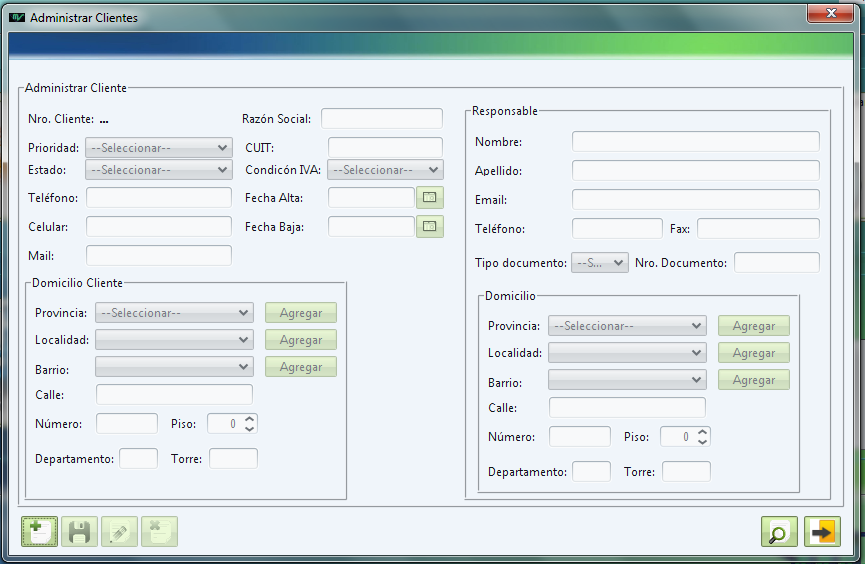 Administrar Clientes
Administrar Cliente
Nro. Cliente: ...
Razón Social:
Prioridad: --Seleccionar--
CUIT:
Estado: --Seleccionar--
Condicón IVA: --Seleccionar--
Teléfono:
Fecha Alta:
Celular:
Fecha Baja:
Mail:
Domicilio Cliente
Provincia: --Seleccionar-- Agregar
Localidad: Agregar
Barrio: Agregar
Calle:
Número: Piso: 0
Departamento: Torre:
Responsable
Nombre:
Apellido:
Email:
Teléfono: Fax:
Tipo documento: --S... Nro. Documento:
Domicilio
Provincia: --Seleccionar-- Agregar
Localidad: Agregar
Barrio: Agregar
Calle:
Número: Piso: 0
Departamento: Torre: